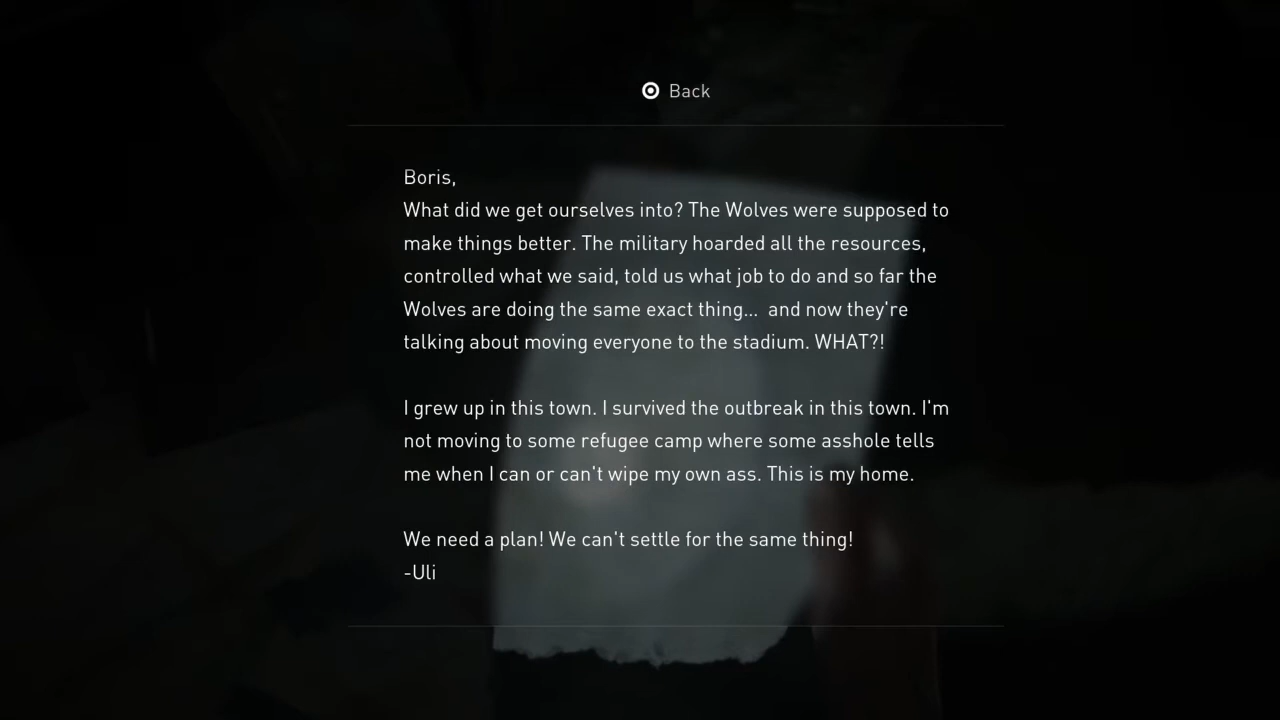 Back
Boris,
What did we get ourselves into? The Wolves were supposed to
make things better. The military hoarded all the resources,
controlled what we said, told us what job to do and so far the
Wolves are doing the same exact thing...  and now they're
talking about moving everyone to the stadium. WHAT?!
I grew up in this town. I survived the outbreak in this town. I'm
not moving to some refugee camp where some asshole tells
me when I can or can't wipe my own ass. This is my home.
We need a plan! We can't settle for the same thing!
-Uli